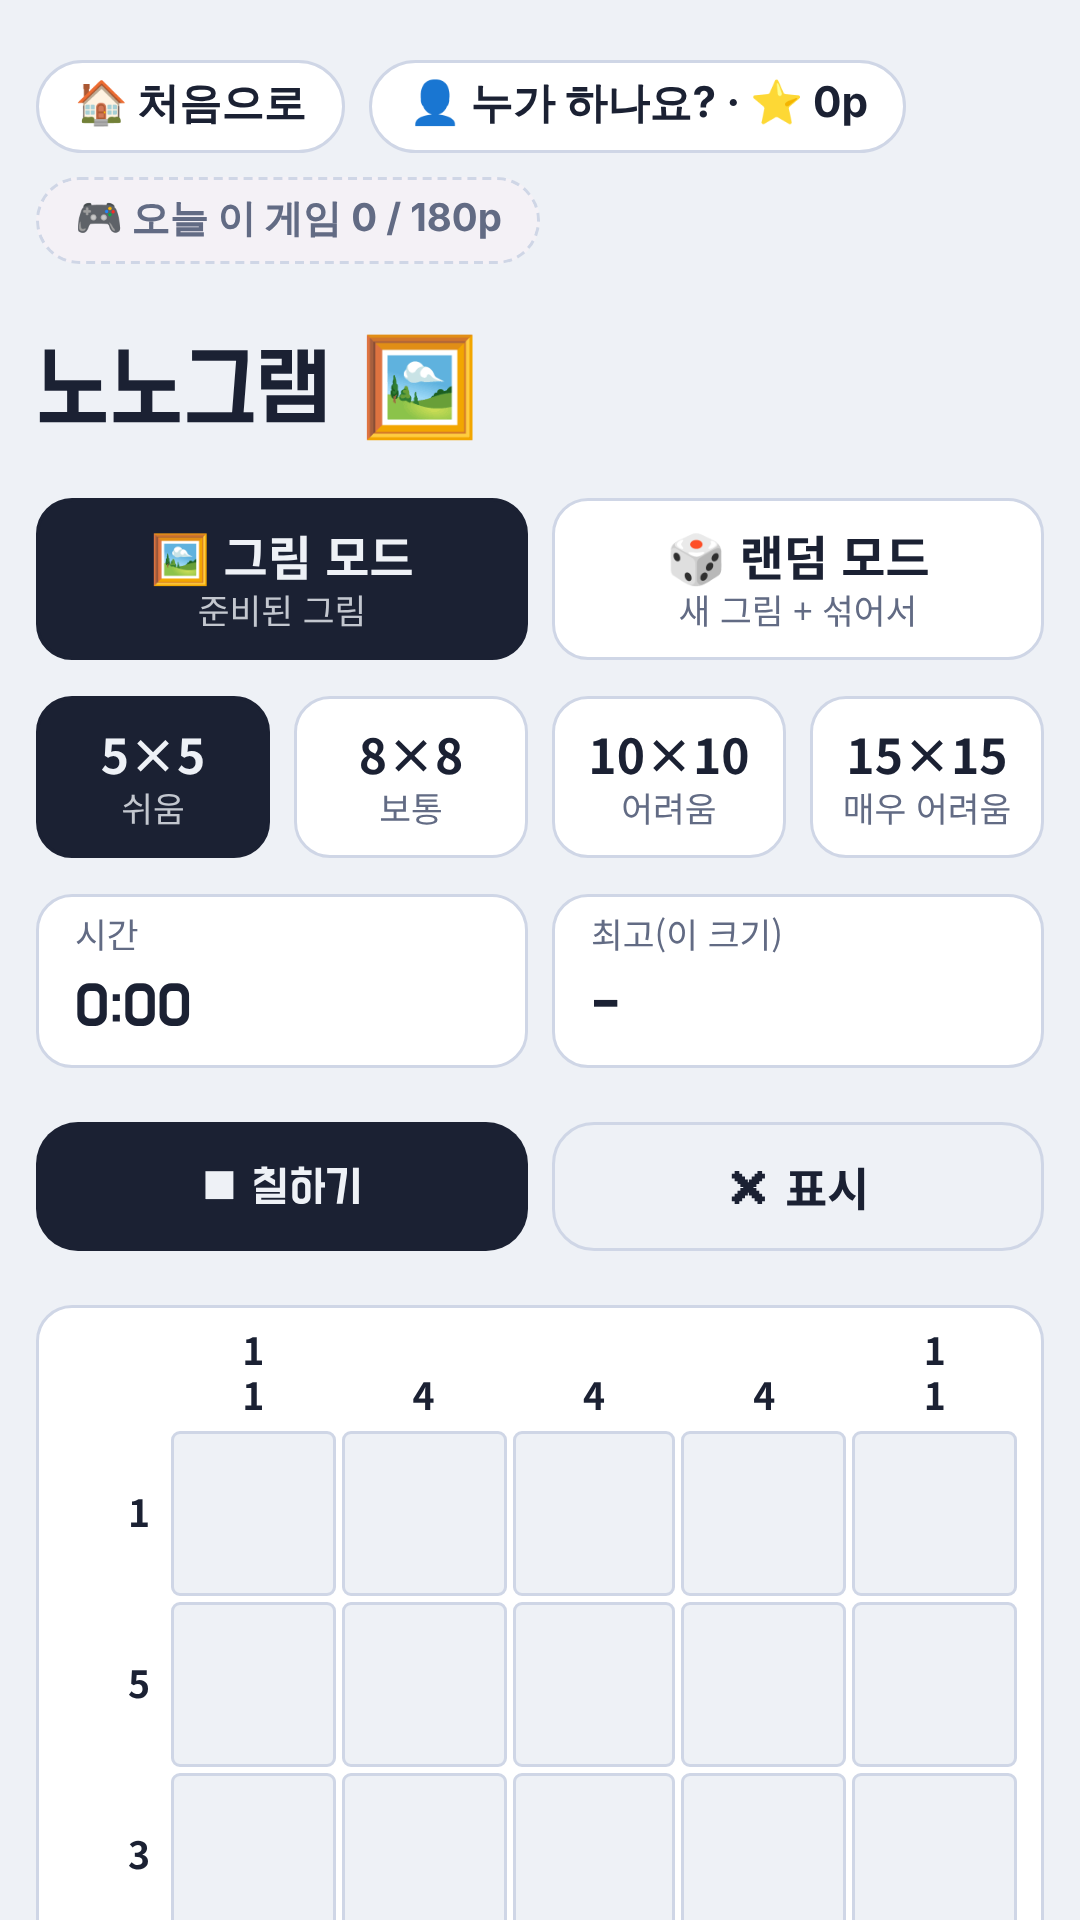 🏠 처음으로
👤 누가 하나요? · ⭐ 0p
🎮 오늘 이 게임 0 / 180p
노노그램 🖼️
🖼️ 그림 모드
준비된 그림
🎲 랜덤 모드
새 그림 + 섞어서
5×5
쉬움
8×8
보통
10×10
어려움
15×15
매우 어려움
시간
0:00
최고(이 크기)
–
■ 칠하기
✖ 표시
1 1
1 4 4 4 1
1
5
3